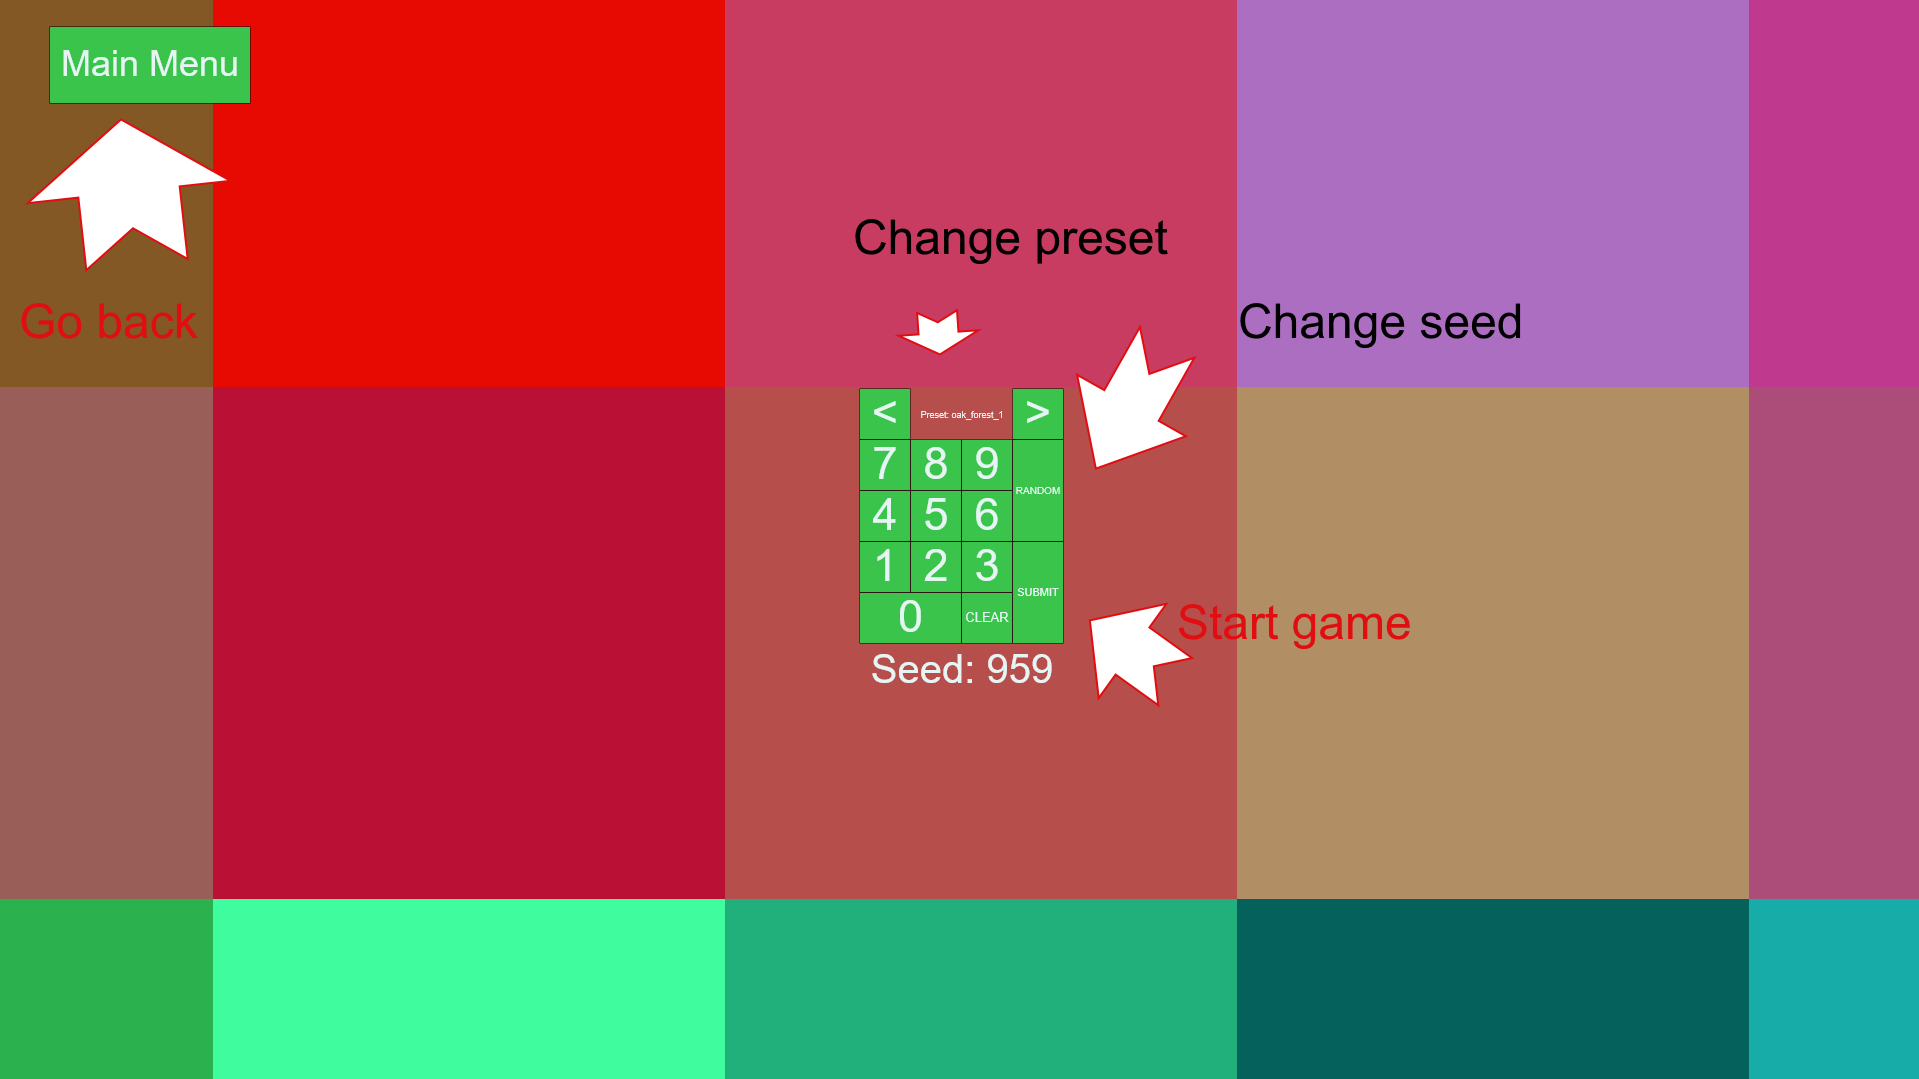 Main Menu
Go back
Change preset
Change seed
< Preset: oak_forest_1 >
7 8 9
RANDOM
4 5 6
1 2 3
SUBMIT
0 CLEAR
Seed: 959
Start game